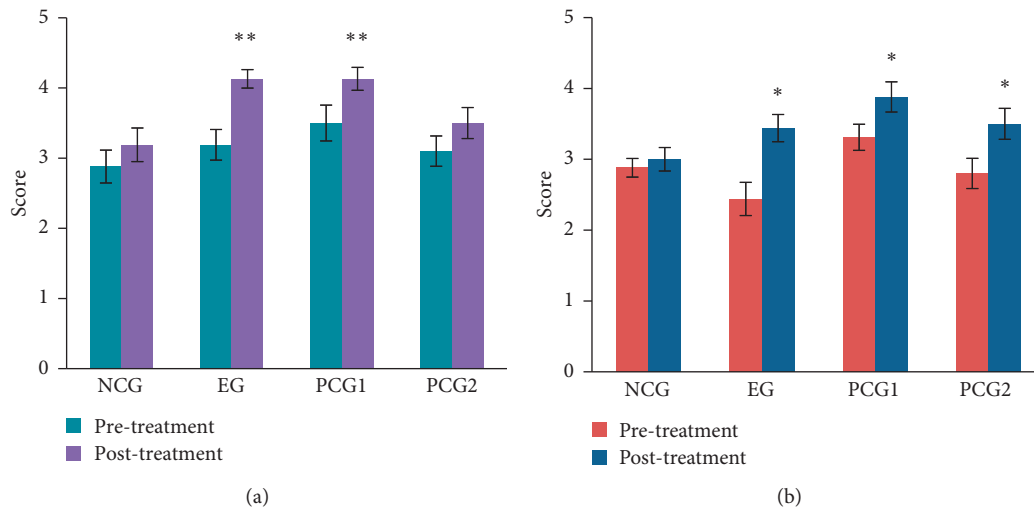 5
4
3
2
1
0
Score
** **
NCG EG PCG1 PCG2
Pre-treatment
Post-treatment
(a)
5
4
3
2
1
0
Score
* * *
NCG EG PCG1 PCG2
Pre-treatment
Post-treatment
(b)